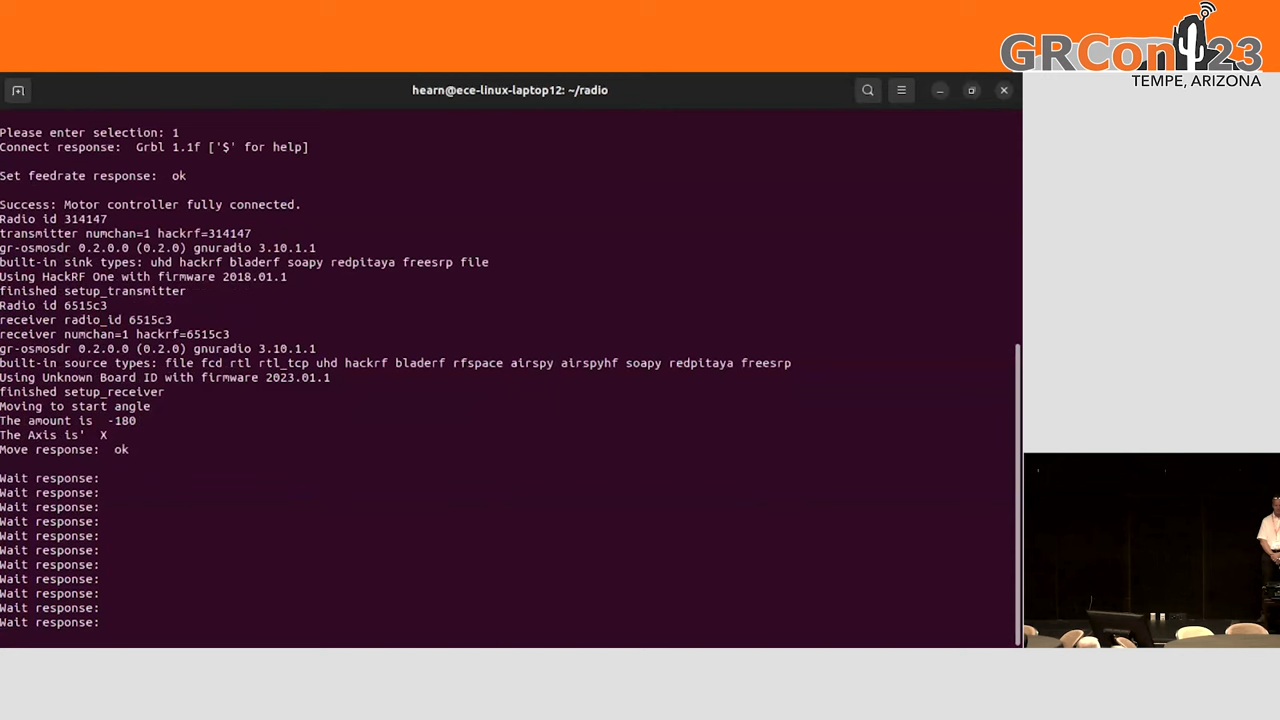 GRCon 23
TEMPE, ARIZONA
hearn@ece-linux-laptop12: ~/radio
Please enter selection: 1
Connect response:  Grbl 1.1f ['$' for help]
Set feedrate response:  ok
Success: Motor controller fully connected.
Radio id 314147
transmitter numchan=1 hackrf=314147
gr-osmosdr 0.2.0.0 (0.2.0) gnuradio 3.10.1.1
built-in sink types: uhd hackrf bladerf soapy redpitaya freesrp file
Using HackRF One with firmware 2018.01.1
finished setup_transmitter
Radio id 6515c3
receiver radio_id 6515c3
receiver numchan=1 hackrf=6515c3
gr-osmosdr 0.2.0.0 (0.2.0) gnuradio 3.10.1.1
built-in source types: file fcd rtl rtl_tcp uhd hackrf bladerf rfspace airspy airspyhf soapy redpitaya freesrp
Using Unknown Board ID with firmware 2023.01.1
finished setup_receiver
Moving to start angle
The amount is  -180
The Axis is'  X
Move response:  ok
Wait response:
Wait response:
Wait response:
Wait response:
Wait response:
Wait response:
Wait response:
Wait response:
Wait response:
Wait response:
Wait response: